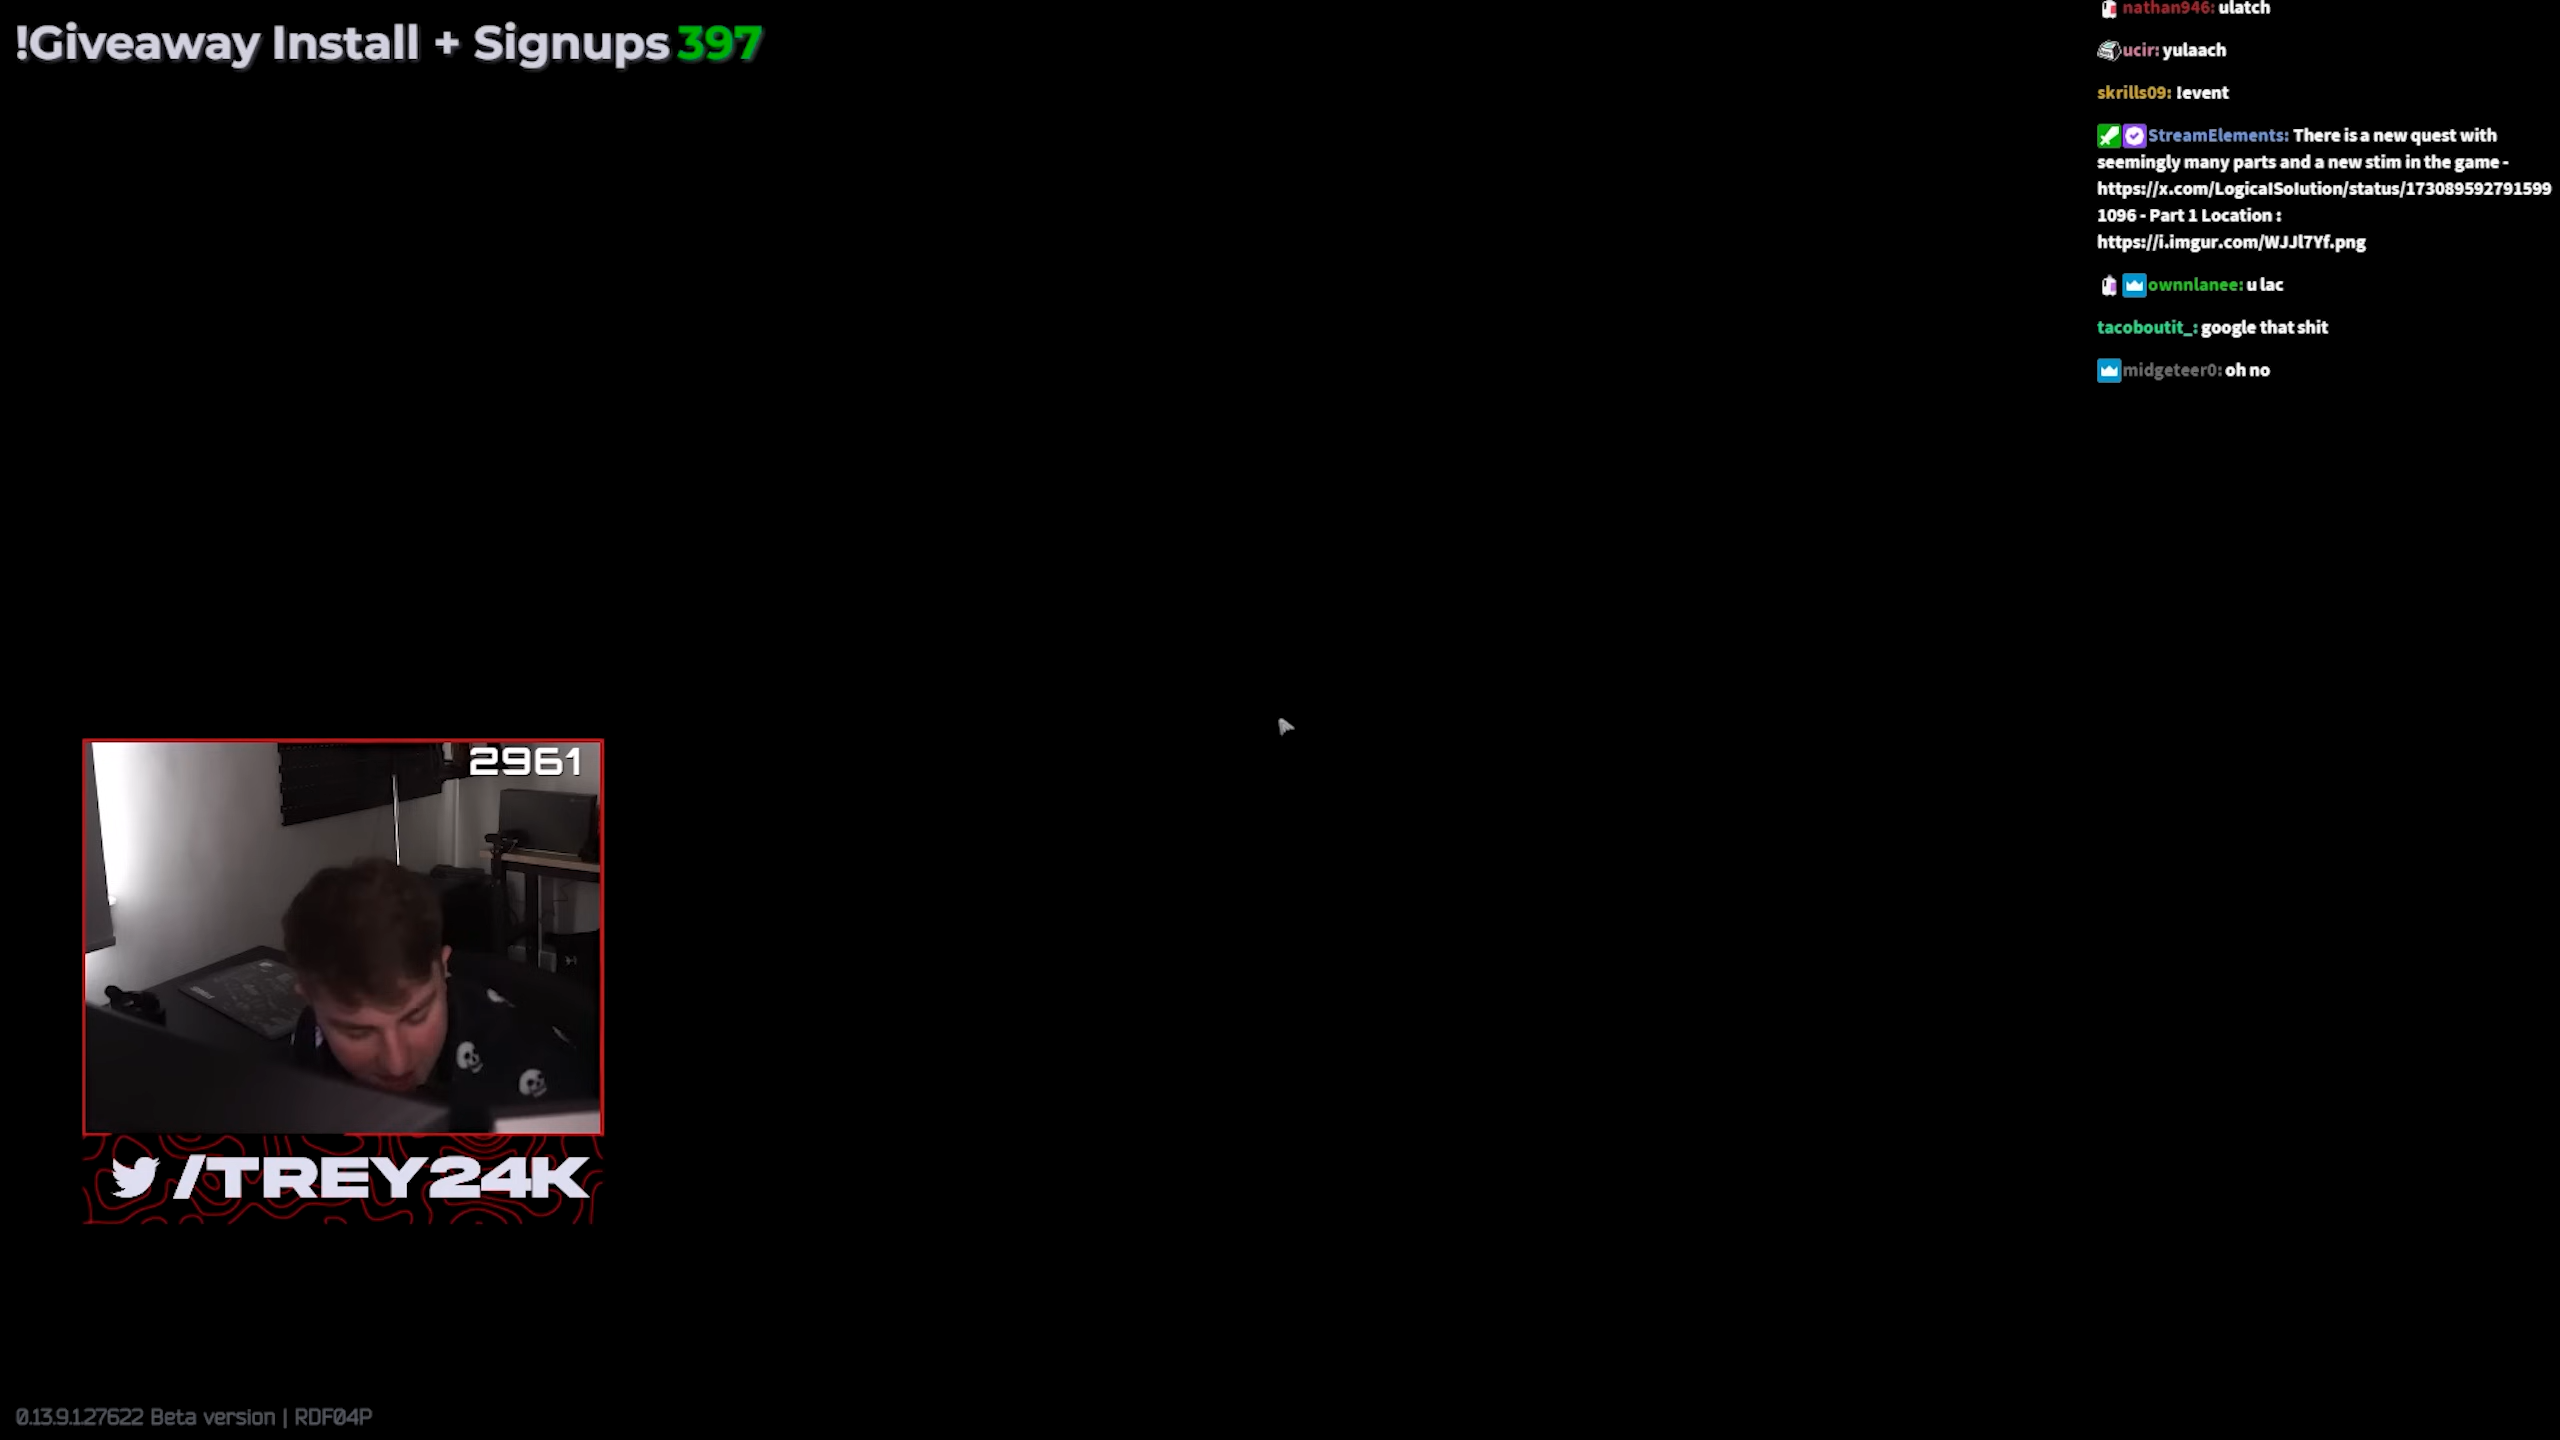 !Giveaway Install + Signups 397
nathan946: ulatch
ucir: yulaach
skrills09: !event
StreamElements: There is a new quest with
seemingly many parts and a new stim in the game -
https://x.com/LogicalSolution/status/173089592791599
1096 - Part 1 Location :
https://i.imgur.com/WJJl7Yf.png
ownnlanee: u lac
tacoboutit_: google that shit
midgeteer0: oh no
2961
/TREY24K
0.13.9.1.27622 Beta version | RDF04P